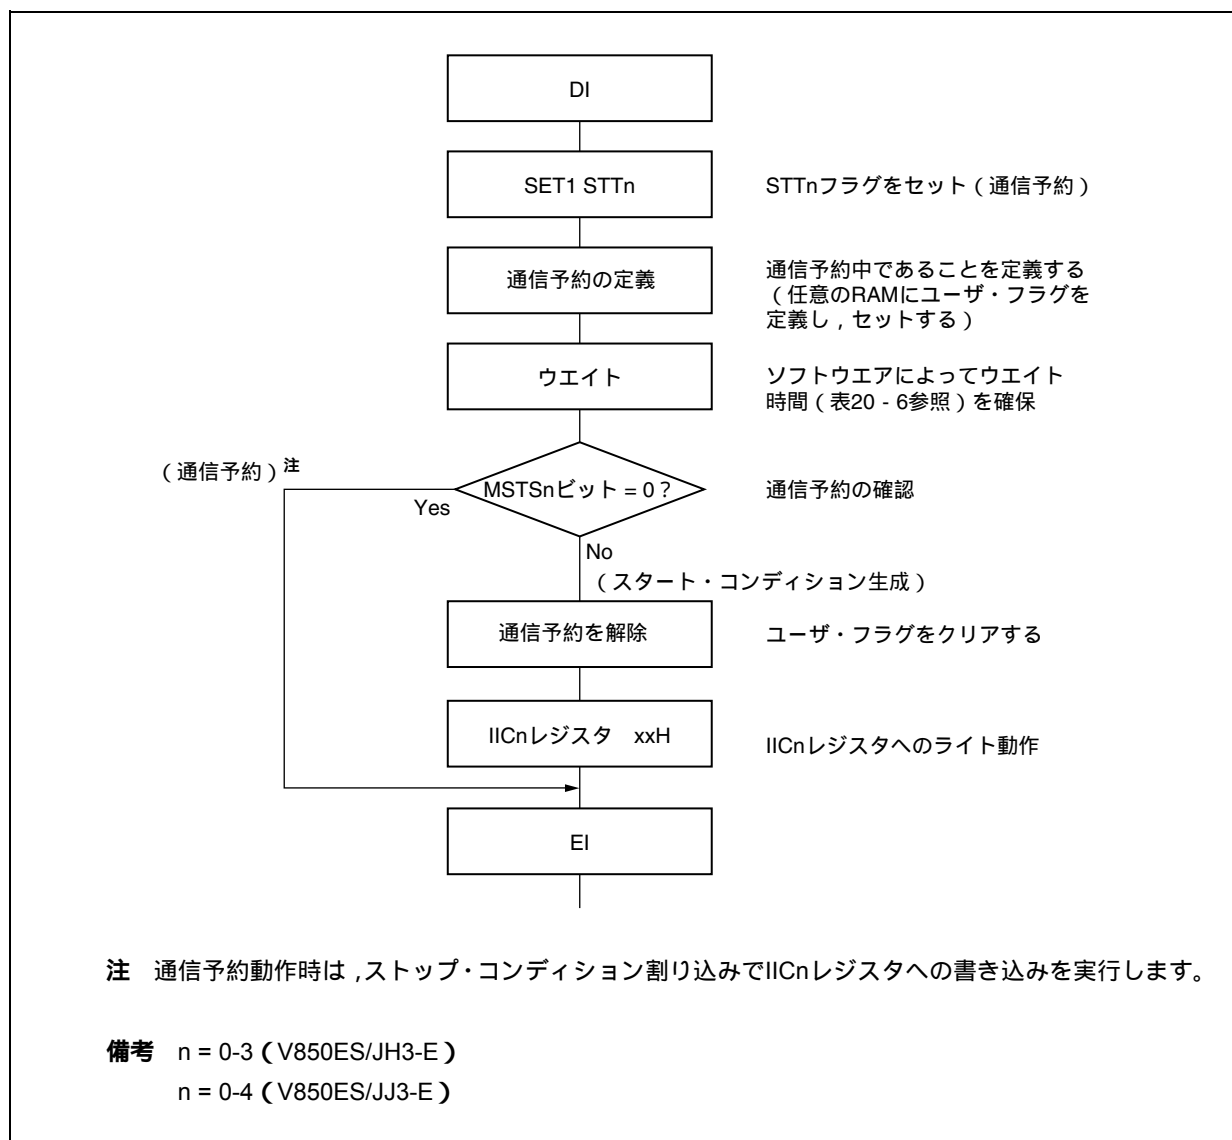 DI
SET1 STTn
STTnフラグをセット（通信予約）
通信予約の定義
通信予約中であることを定義する
（任意のRAMにユーザ・フラグを
定義し，セットする）
ウエイト
ソフトウエアによってウエイト
時間（表20 - 6参照）を確保
（通信予約）注
MSTSnビット = 0？
通信予約の確認
Yes
No
（スタート・コンディション生成）
通信予約を解除
ユーザ・フラグをクリアする
IICnレジスタ　xxH
IICnレジスタへのライト動作
EI
注　通信予約動作時は，ストップ・コンディション割り込みでIICnレジスタへの書き込みを実行します。
備考　n = 0-3（V850ES/JH3-E）
n = 0-4（V850ES/JJ3-E）